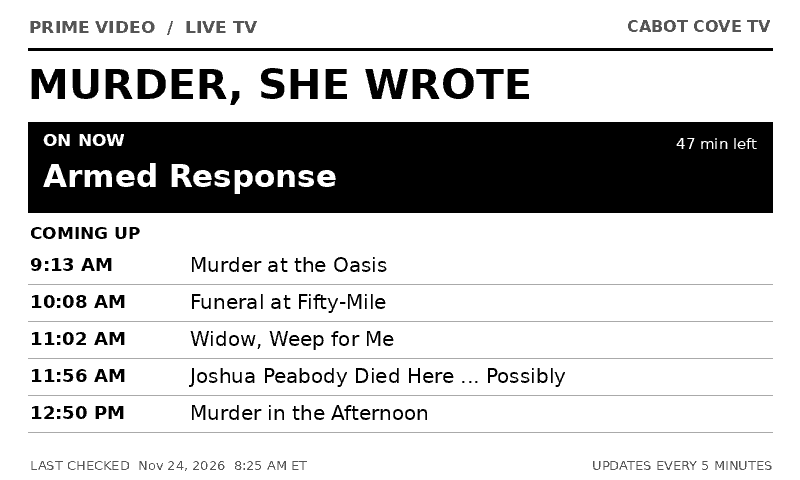 PRIME VIDEO / LIVE TV
CABOT COVE TV
MURDER, SHE WROTE
ON NOW
47 min left
Armed Response
COMING UP
9:13 AM Murder at the Oasis
10:08 AM Funeral at Fifty-Mile
11:02 AM Widow, Weep for Me
11:56 AM Joshua Peabody Died Here ... Possibly
12:50 PM Murder in the Afternoon
LAST CHECKED Nov 24, 2026 8:25 AM ET
UPDATES EVERY 5 MINUTES